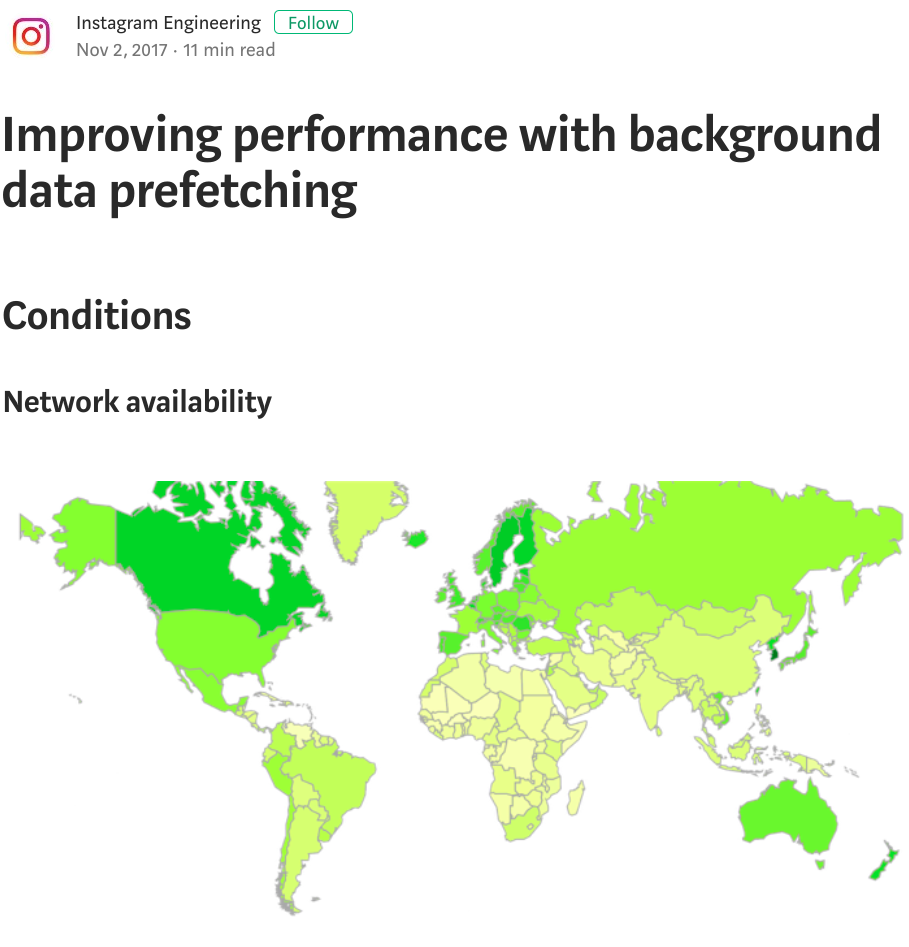 Instagram Engineering Follow
Nov 2, 2017 · 11 min read
Improving performance with background
data prefetching
Conditions
Network availability